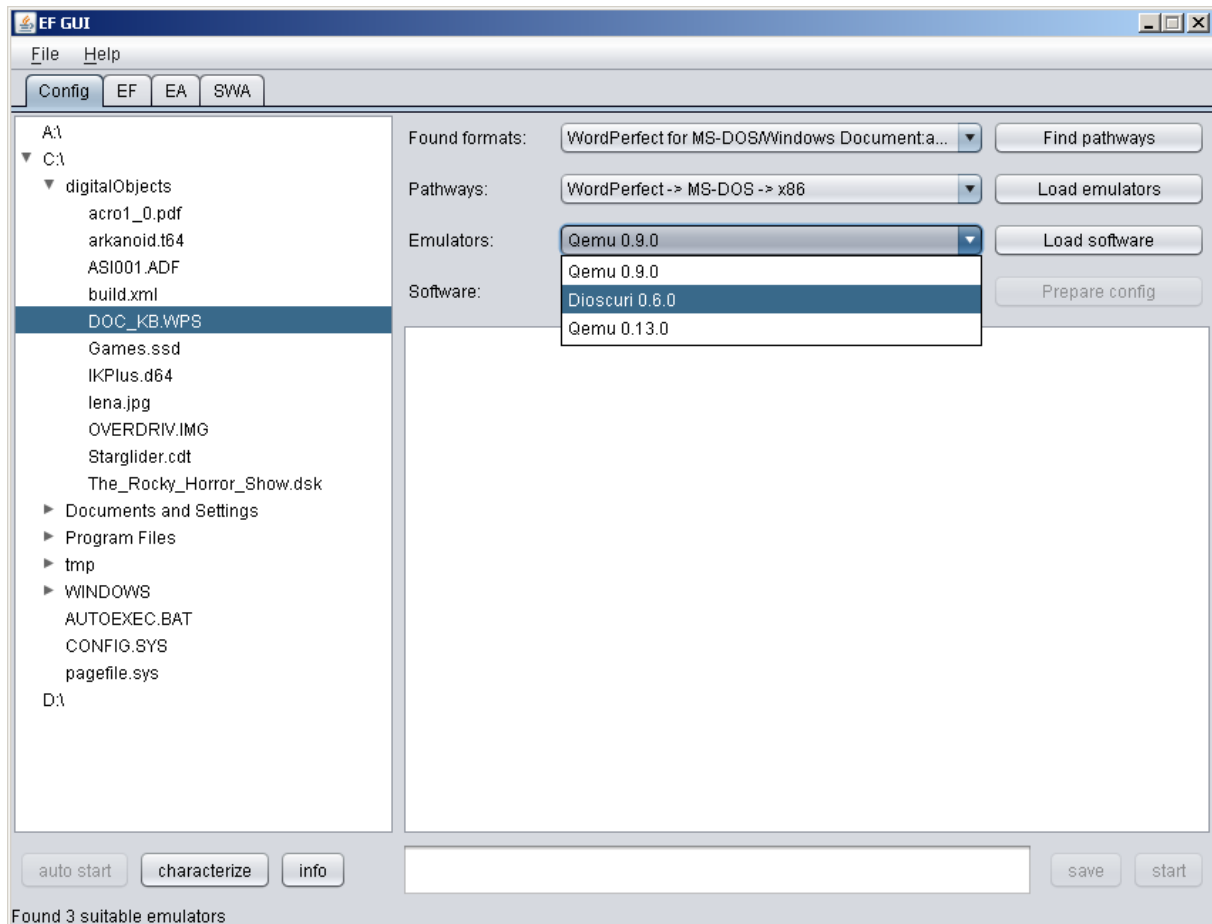 EF GUI
File Help
Config EF EA SWA
A:\
C:\
digitalObjects
acro1_0.pdf
arkanoid.t64
ASI001.ADF
build.xml
DOC_KB.WPS
Games.ssd
IKPlus.d64
lena.jpg
OVERDRIV.IMG
Starglider.cdt
The_Rocky_Horror_Show.dsk
Documents and Settings
Program Files
tmp
WINDOWS
AUTOEXEC.BAT
CONFIG.SYS
pagefile.sys
D:\
Found formats: WordPerfect for MS-DOS/Windows Document:a... Find pathways
Pathways: WordPerfect -> MS-DOS -> x86 Load emulators
Emulators: Qemu 0.9.0 Load software
Qemu 0.9.0
Software: Dioscuri 0.6.0 Prepare config
Qemu 0.13.0
auto start characterize info save start
Found 3 suitable emulators